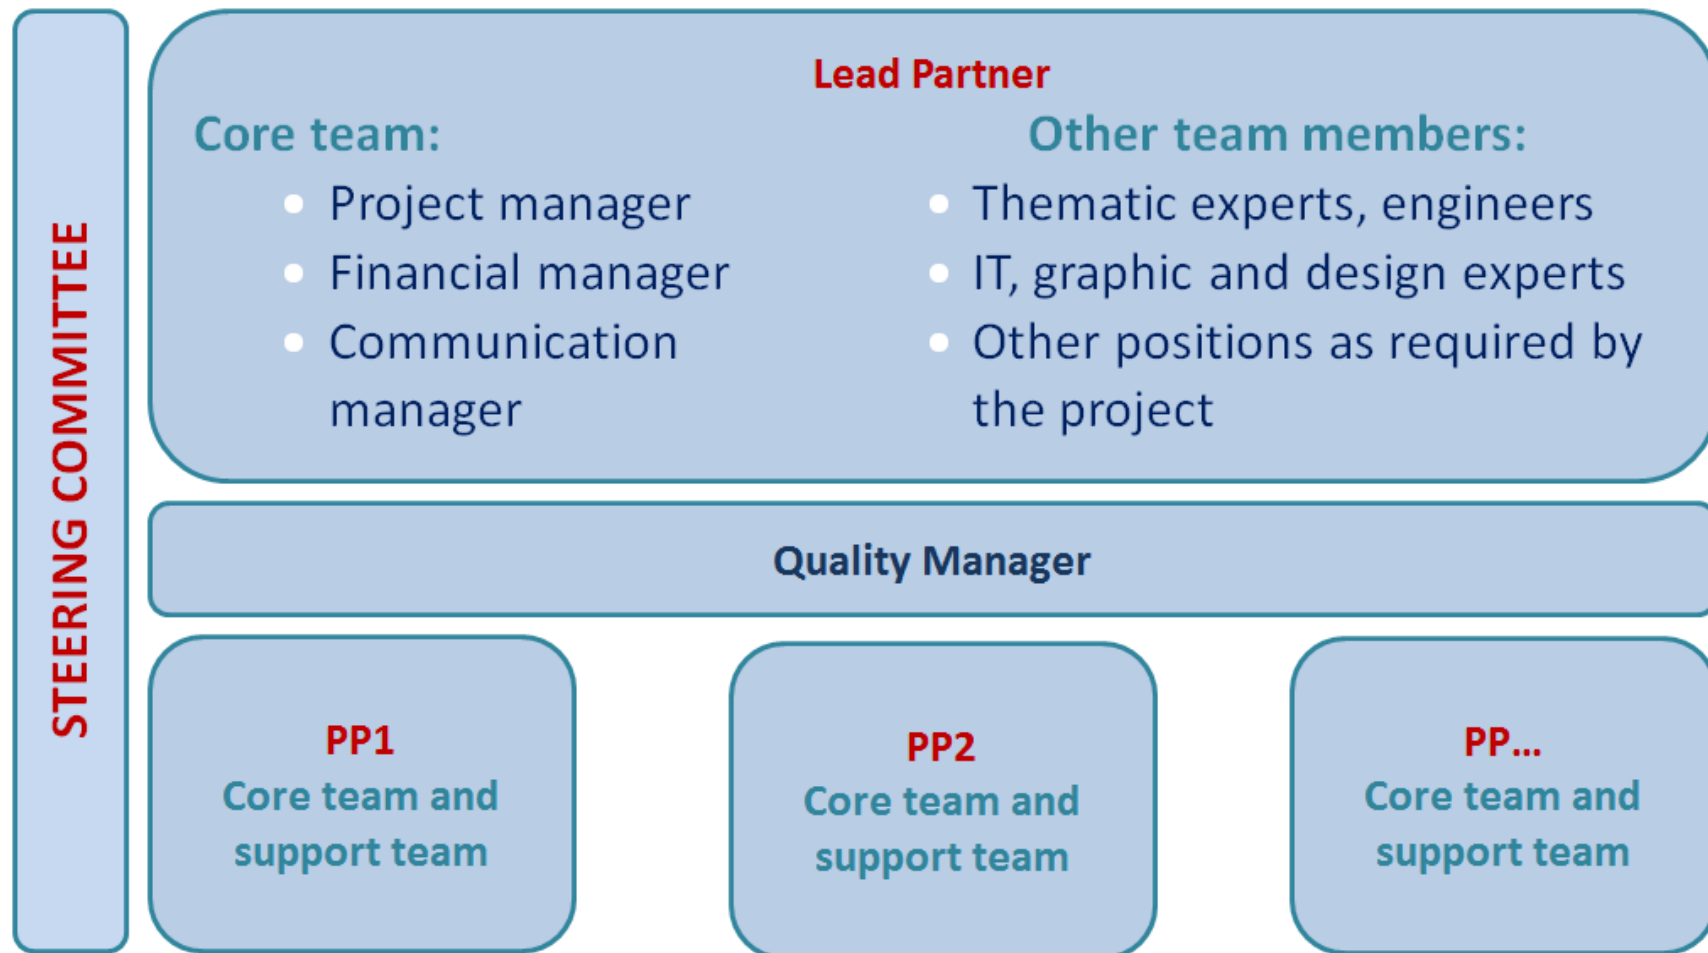 STEERING COMMITTEE
Lead Partner
Core team:
Project manager
Financial manager
Communication
manager
Other team members:
Thematic experts, engineers
IT, graphic and design experts
Other positions as required by
the project
Quality Manager
PP1
Core team and
support team
PP2
Core team and
support team
PP...
Core team and
support team